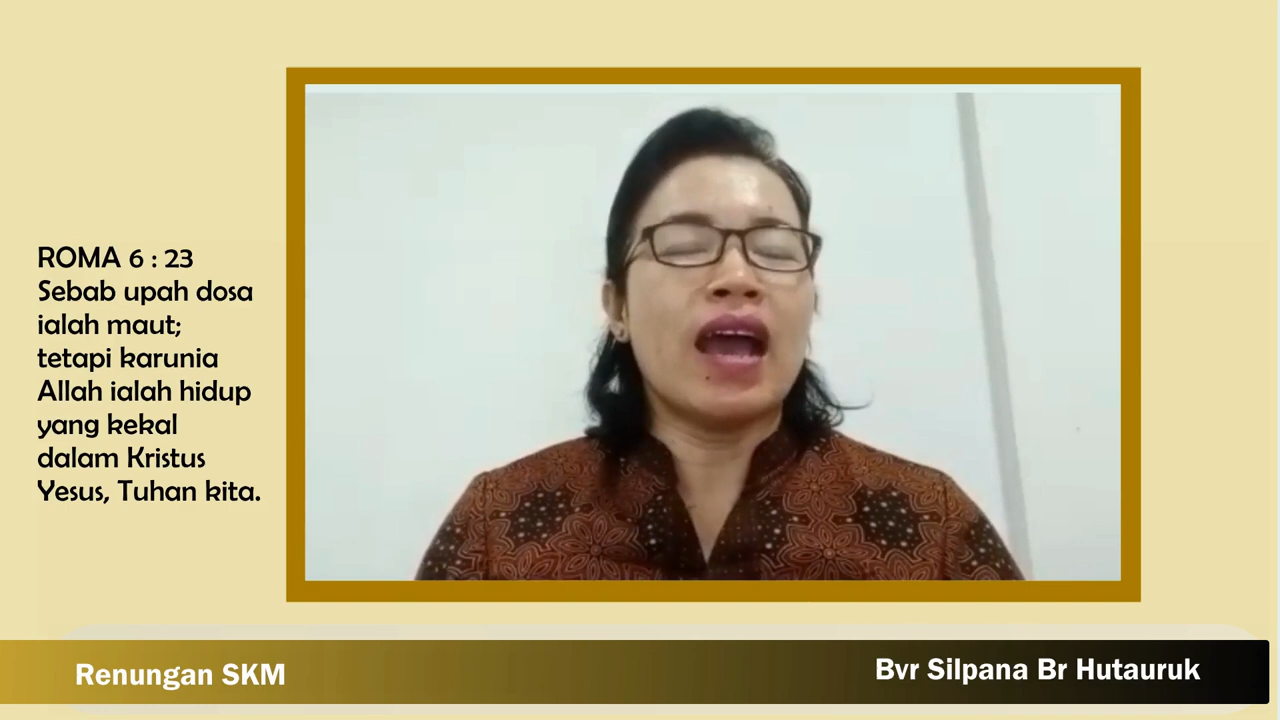 ROMA 6 : 23
Sebab upah dosa
ialah maut;
tetapi karunia
Allah ialah hidup
yang kekal
dalam Kristus
Yesus, Tuhan kita.
Renungan SKM
Bvr Silpana Br Hutauruk